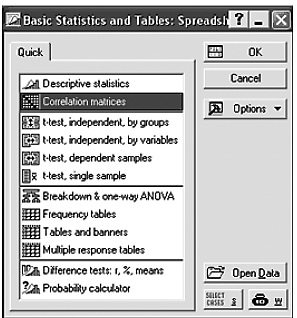 Basic Statistics and Tables: Spreads
Quick
OK
Cancel
Options
Descriptive statistics
Correlation matrices
t-test, independent, by groups
t-test, independent, by variables
t-test, dependent samples
t-test, single sample
Breakdown & one-way ANOVA
Frequency tables
Tables and banners
Multiple response tables
Difference tests: r, %, means
Probability calculator
Open Data
SELECT CASES S W